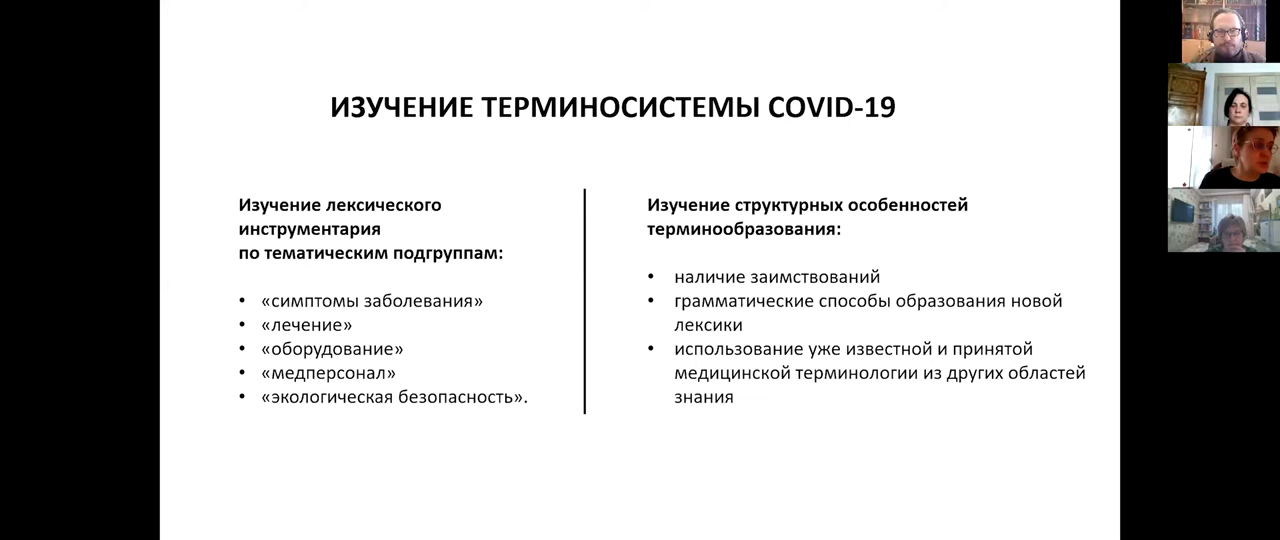 ИЗУЧЕНИЕ ТЕРМИНОСИСТЕМЫ COVID-19
Изучение лексического
инструментария
по тематическим подгруппам:
• «симптомы заболевания»
• «лечение»
• «оборудование»
• «медперсонал»
• «экологическая безопасность».
Изучение структурных особенностей
терминообразования:
• наличие заимствований
• грамматические способы образования новой
лексики
• использование уже известной и принятой
медицинской терминологии из других областей
знания